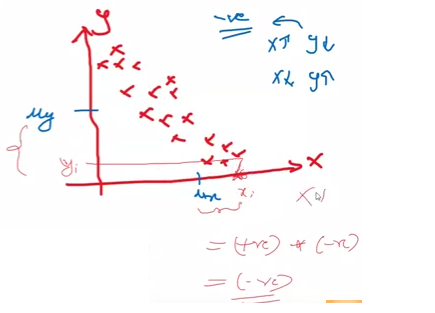 y
-ve
x↑ y↓
x↓ y↑
μy
yi
x
μx
xi
= (+ve) * (-ve)
= (-ve)